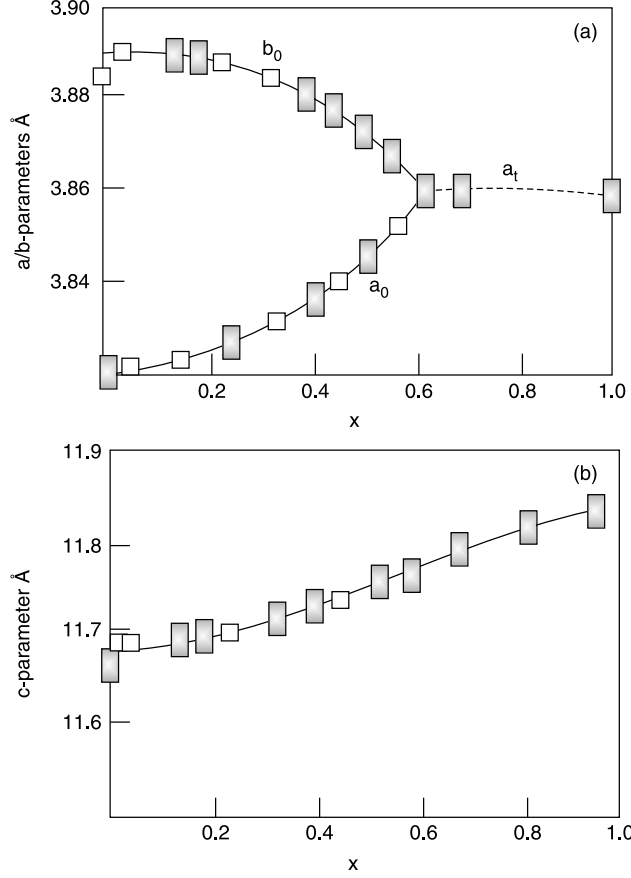 3.90
(a)
b0
3.88
a/b-parameters Å
3.86
at
3.84
a0
0.2
0.4
0.6
0.8
1.0
x
11.9
(b)
11.8
c-parameter Å
11.7
11.6
0.2
0.4
0.6
0.8
1.0
x